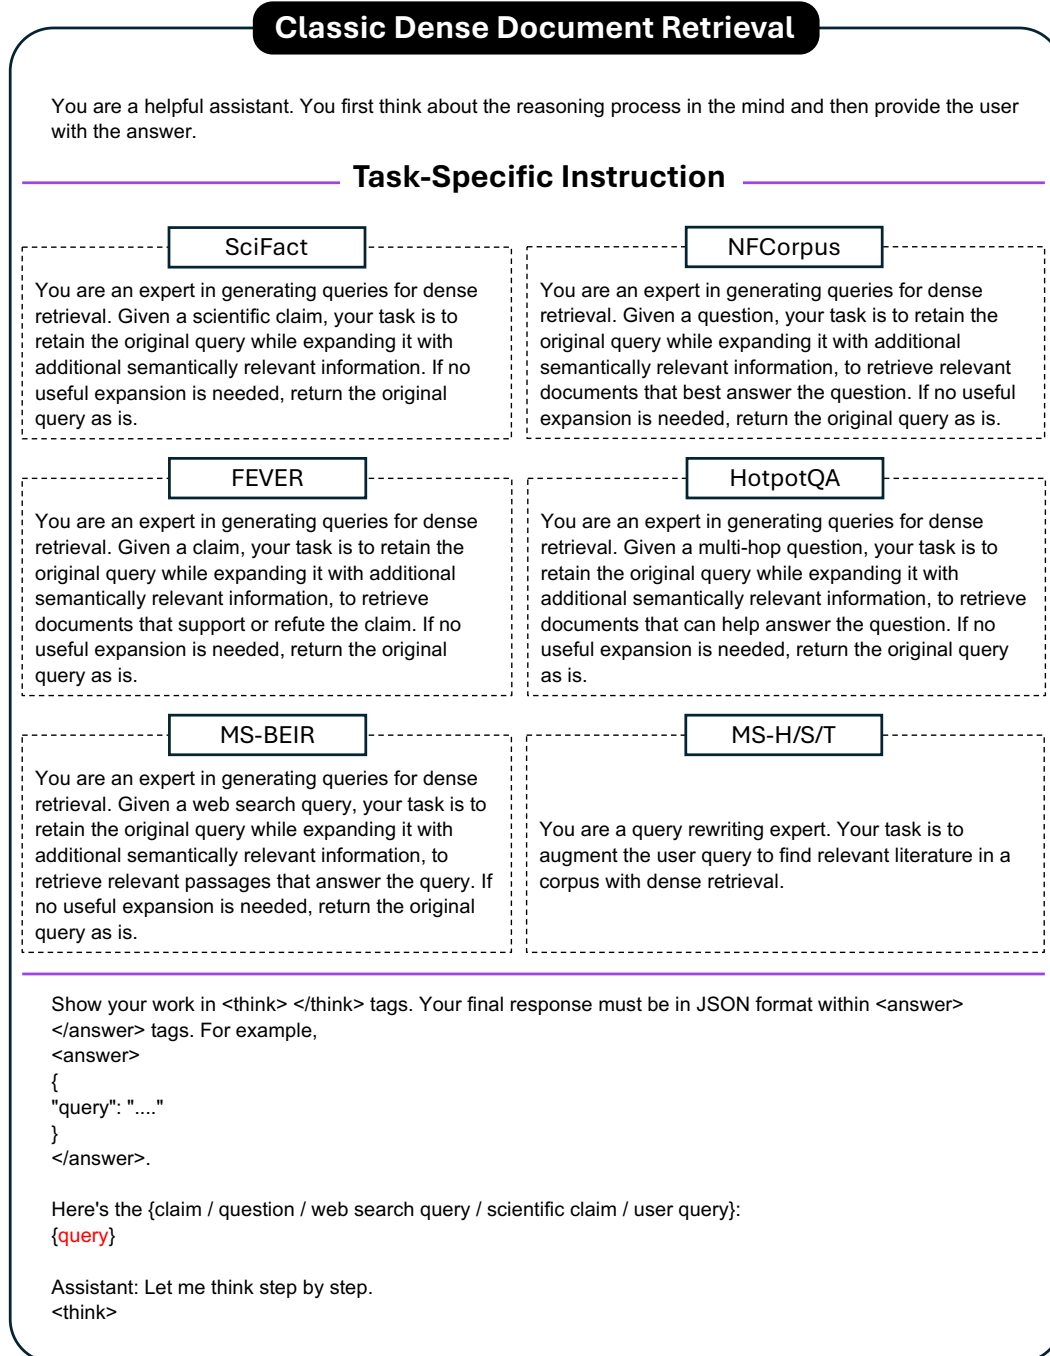 Classic Dense Document Retrieval
You are a helpful assistant. You first think about the reasoning process in the mind and then provide the user
with the answer.
Task-Specific Instruction
SciFact
You are an expert in generating queries for dense
retrieval. Given a scientific claim, your task is to
retain the original query while expanding it with
additional semantically relevant information. If no
useful expansion is needed, return the original
query as is.
NFCorpus
You are an expert in generating queries for dense
retrieval. Given a question, your task is to retain the
original query while expanding it with additional
semantically relevant information, to retrieve relevant
documents that best answer the question. If no useful
expansion is needed, return the original query as is.
FEVER
You are an expert in generating queries for dense
retrieval. Given a claim, your task is to retain the
original query while expanding it with additional
semantically relevant information, to retrieve
documents that support or refute the claim. If no
useful expansion is needed, return the original
query as is.
HotpotQA
You are an expert in generating queries for dense
retrieval. Given a multi-hop question, your task is to
retain the original query while expanding it with
additional semantically relevant information, to retrieve
documents that can help answer the question. If no
useful expansion is needed, return the original query
as is.
MS-BEIR
You are an expert in generating queries for dense
retrieval. Given a web search query, your task is to
retain the original query while expanding it with
additional semantically relevant information, to
retrieve relevant passages that answer the query. If
no useful expansion is needed, return the original
query as is.
MS-H/S/T
You are a query rewriting expert. Your task is to
augment the user query to find relevant literature in a
corpus with dense retrieval.
Show your work in <think> </think> tags. Your final response must be in JSON format within <answer>
</answer> tags. For example,
<answer>
{
"query": "...."
}
</answer>.
Here's the {claim / question / web search query / scientific claim / user query}:
{query}
Assistant: Let me think step by step.
<think>